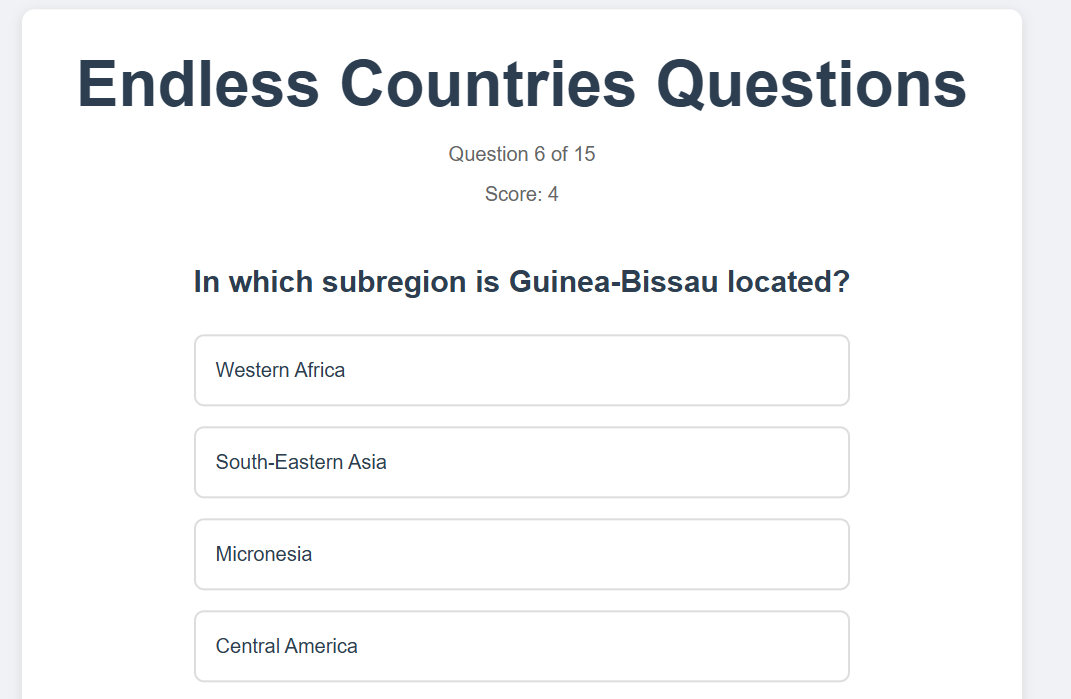 Endless Countries Questions
Question 6 of 15
Score: 4
In which subregion is Guinea-Bissau located?
Western Africa
South-Eastern Asia
Micronesia
Central America